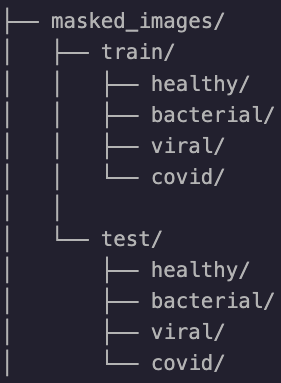 ├── masked_images/
│   ├── train/
│   │   ├── healthy/
│   │   ├── bacterial/
│   │   ├── viral/
│   │   └── covid/
│   │
│   └── test/
│       ├── healthy/
│       ├── bacterial/
│       ├── viral/
│       └── covid/